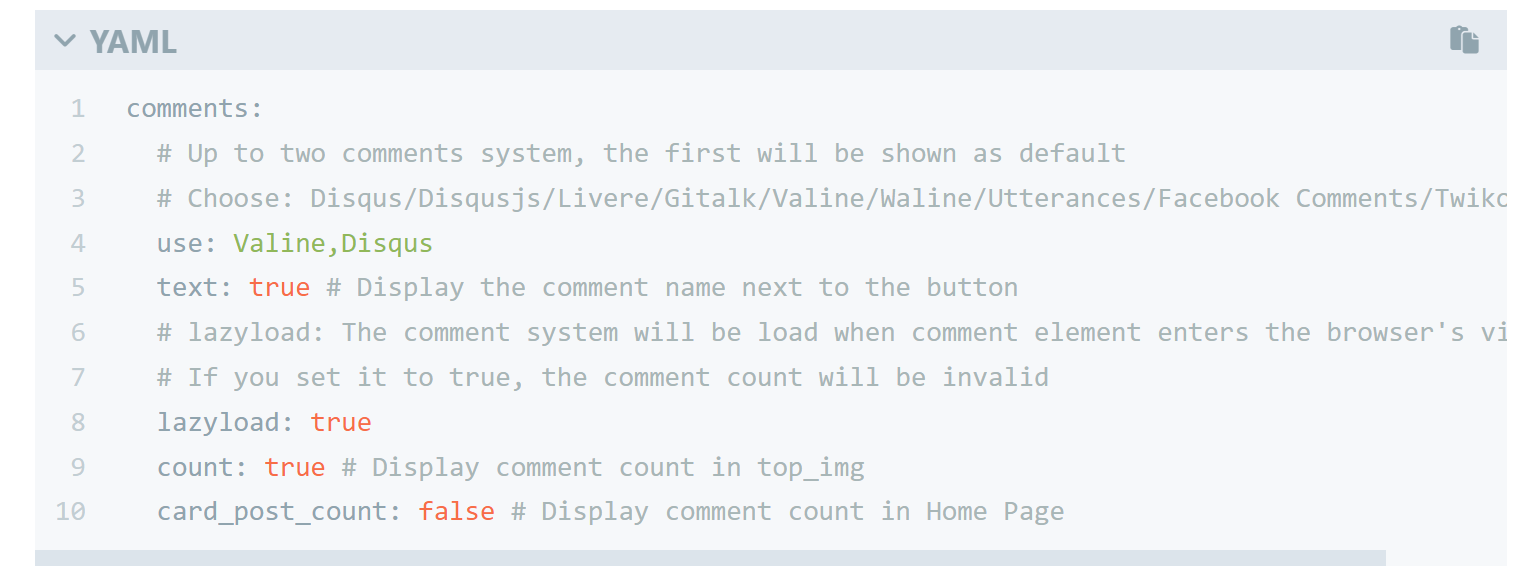 YAML
1 comments:
2 # Up to two comments system, the first will be shown as default
3 # Choose: Disqus/Disqusjs/Livere/Gitalk/Valine/Waline/Utterances/Facebook Comments/Twiko
4 use: Valine,Disqus
5 text: true # Display the comment name next to the button
6 # lazyload: The comment system will be load when comment element enters the browser's vi
7 # If you set it to true, the comment count will be invalid
8 lazyload: true
9 count: true # Display comment count in top_img
10 card_post_count: false # Display comment count in Home Page